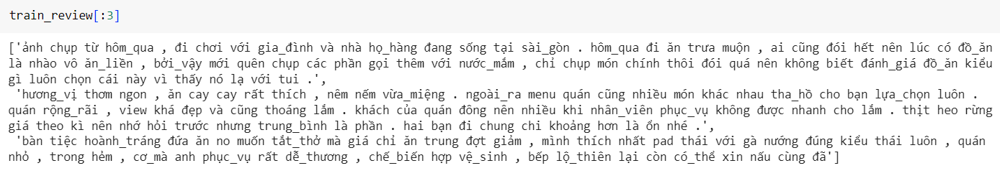 train_review[:3]
['ảnh chụp từ hôm_qua , đi chơi với gia_đình và nhà họ_hàng đang sống tại sài_gòn . hôm_qua đi ăn trưa muộn , ai cũng đói hết nên lúc có đồ_ăn
là nhào vô ăn_liền , bởi_vậy mới quên chụp các phần gọi thêm với nước_mắm , chỉ chụp món chính thôi đói quá nên không biết đánh_giá đồ_ăn kiểu
gì luôn chọn cái này vì thấy nó lạ với tui .',
'hương_vị thơm ngon , ăn cay cay rất thích , nêm nếm vừa_miệng . ngoài_ra menu quán cũng nhiều món khác nhau tha_hồ cho bạn lựa_chọn luôn .
quán rộng_rãi , view khá đẹp và cũng thoáng lắm . khách của quán đông nên nhiều khi nhân_viên phục_vụ không được nhanh cho lắm . thịt heo rừng
giá theo kì nên nhớ hỏi trước nhưng trung_bình là phần . hai bạn đi chung chi khoảng hơn là ổn nhé .',
'bàn tiệc hoành_tráng đứa ăn no muốn tắt_thở mà giá chỉ ăn trung đợt giảm , mình thích nhất pad thái với gà nướng đúng kiểu thái luôn , quán
nhỏ , trong hẻm , cơ_mà anh phục_vụ rất dễ_thương , chế_biến hợp vệ_sinh , bếp lộ_thiên lại còn có_thể xin nấu cùng đã']